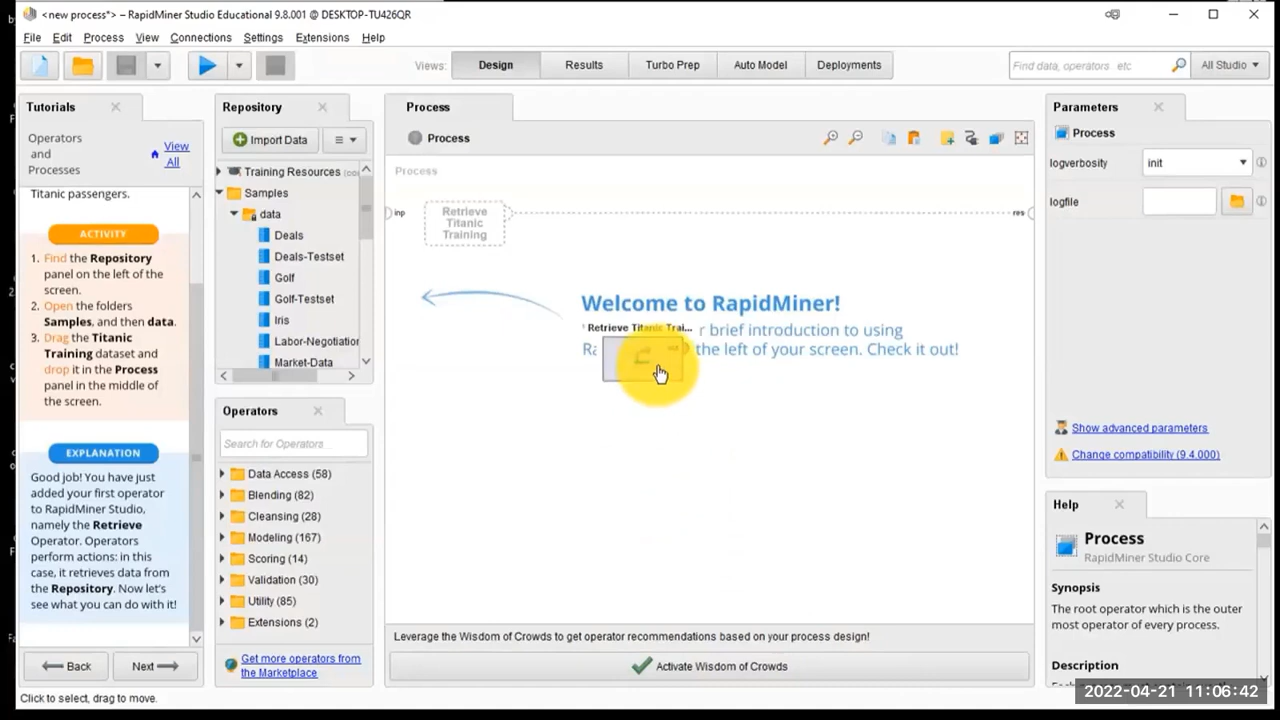 <new process*> – RapidMiner Studio Educational 9.8.001 @ DESKTOP-TU426QR
File Edit Process View Connections Settings Extensions Help
Views: Design Results Turbo Prep Auto Model Deployments
Find data, operators...etc All Studio
Tutorials
Operators
and
Processes
View
All
Titanic passengers.
ACTIVITY
1. Find the Repository
panel on the left of the
screen.
2. Open the folders
Samples, and then data.
3. Drag the Titanic
Training dataset and
drop it in the Process
panel in the middle of
the screen.
EXPLANATION
Good job! You have just
added your first operator
to RapidMiner Studio,
namely the Retrieve
Operator. Operators
perform actions: in this
case, it retrieves data from
the Repository. Now let's
see what you can do with it!
Back Next
Click to select, drag to move.
Repository
Import Data
Training Resources
Samples
data
Deals
Deals-Testset
Golf
Golf-Testset
Iris
Labor-Negotiation
Market-Data
Operators
Search for Operators
Data Access (58)
Blending (82)
Cleansing (28)
Modeling (167)
Scoring (14)
Validation (30)
Utility (85)
Extensions (2)
Get more operators from
the Marketplace
Process
Process
Process
inp
Retrieve
Titanic
Training
res
Welcome to RapidMiner!
Retrieve Titanic Trai...
r brief introduction to using
the left of your screen. Check it out!
Leverage the Wisdom of Crowds to get operator recommendations based on your process design!
Activate Wisdom of Crowds
Parameters
Process
logverbosity init
logfile
Show advanced parameters
Change compatibility (9.4.000)
Help
Process
RapidMiner Studio Core
Synopsis
The root operator which is the outer
most operator of every process.
Description
2022-04-21 11:06:42